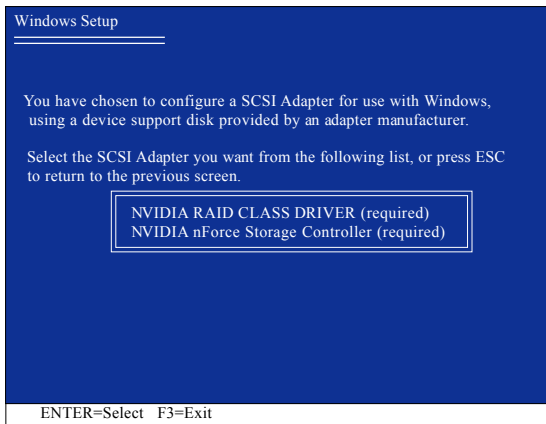 Windows Setup
You have chosen to configure a SCSI Adapter for use with Windows,
using a device support disk provided by an adapter manufacturer.
Select the SCSI Adapter you want from the following list, or press ESC
to return to the previous screen.
NVIDIA RAID CLASS DRIVER (required)
NVIDIA nForce Storage Controller (required)
ENTER=Select F3=Exit